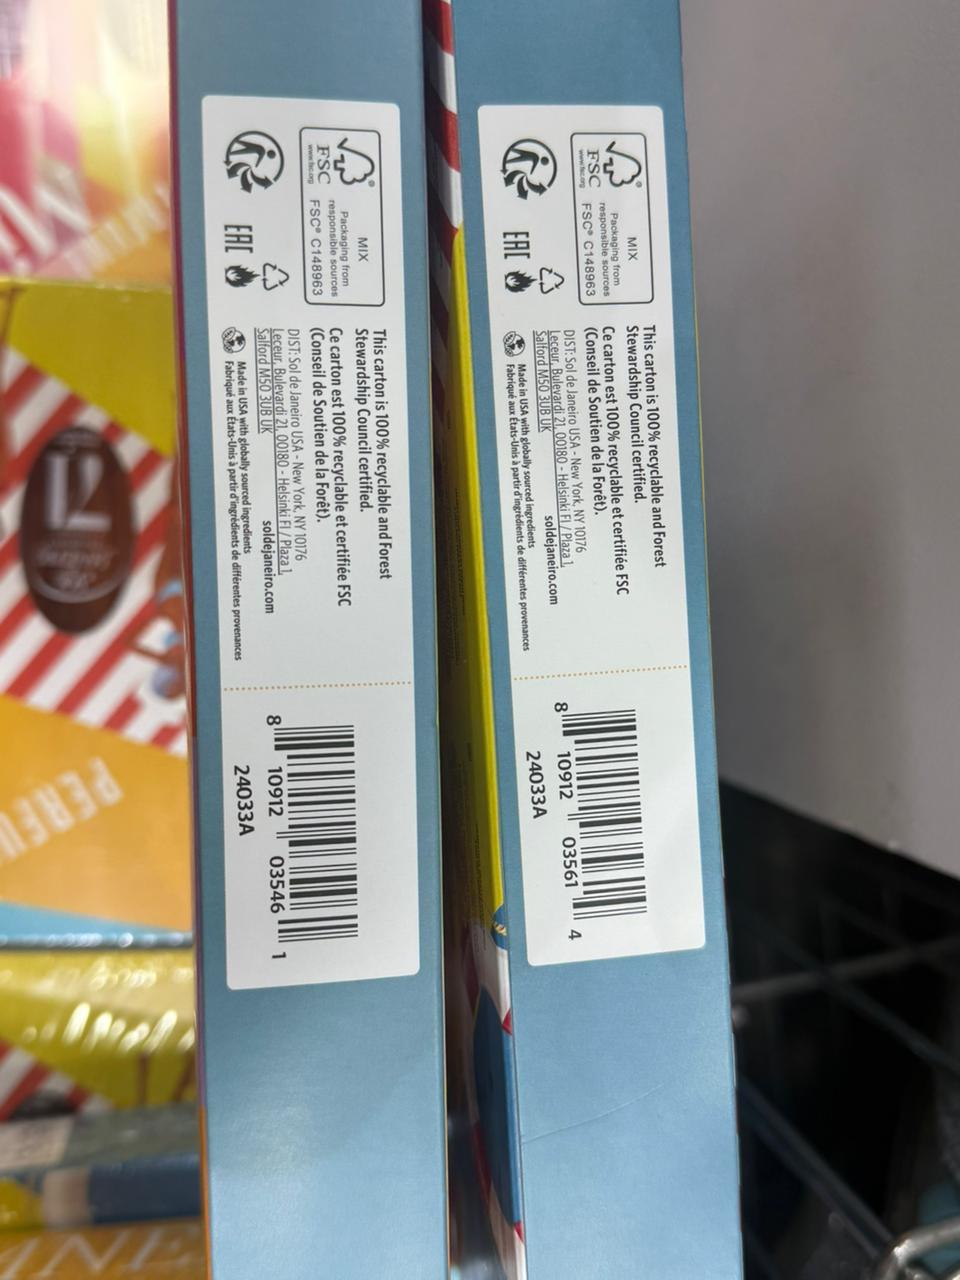 FSC
www.fsc.org
MIX
Packaging from
responsible sources
FSC® C148963
EAC
This carton is 100% recyclable and Forest
Stewardship Council certified.
Ce carton est 100% recyclable et certifiée FSC
(Conseil de Soutien de la Forêt).
DIST: Sol de Janeiro USA - New York, NY 10176
Leceur, Bulevardi 21, 00180 - Helsinki FI / Plaza 1,
Salford M50 3UB UK
soldejaneiro.com
Made in USA with globally sourced ingredients
Fabriqué aux États-Unis à partir d'ingrédients de différentes provenances
8 10912 03561 4
24033A
FSC
www.fsc.org
MIX
Packaging from
responsible sources
FSC® C148963
EAC
This carton is 100% recyclable and Forest
Stewardship Council certified.
Ce carton est 100% recyclable et certifiée FSC
(Conseil de Soutien de la Forêt).
DIST: Sol de Janeiro USA - New York, NY 10176
Leceur, Bulevardi 21, 00180 - Helsinki FI / Plaza 1,
Salford M50 3UB UK
soldejaneiro.com
Made in USA with globally sourced ingredients
Fabriqué aux États-Unis à partir d'ingrédients de différentes provenances
8 10912 03546 1
24033A
12